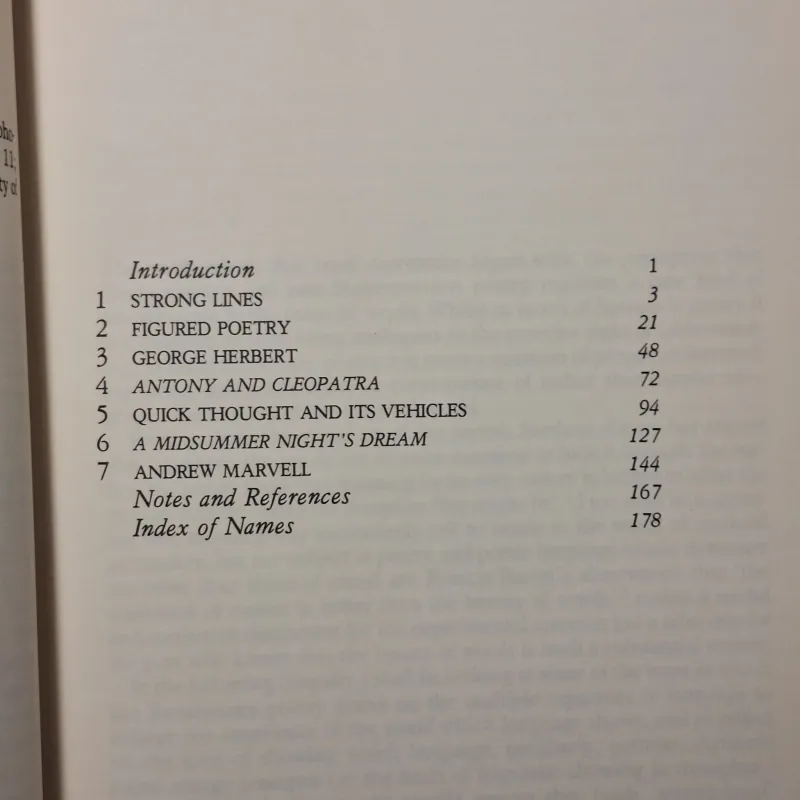 11;
Introduction 1
1 STRONG LINES 3
2 FIGURED POETRY 21
3 GEORGE HERBERT 48
4 ANTONY AND CLEOPATRA 72
5 QUICK THOUGHT AND ITS VEHICLES 94
6 A MIDSUMMER NIGHT'S DREAM 127
7 ANDREW MARVELL 144
Notes and References 167
Index of Names 178